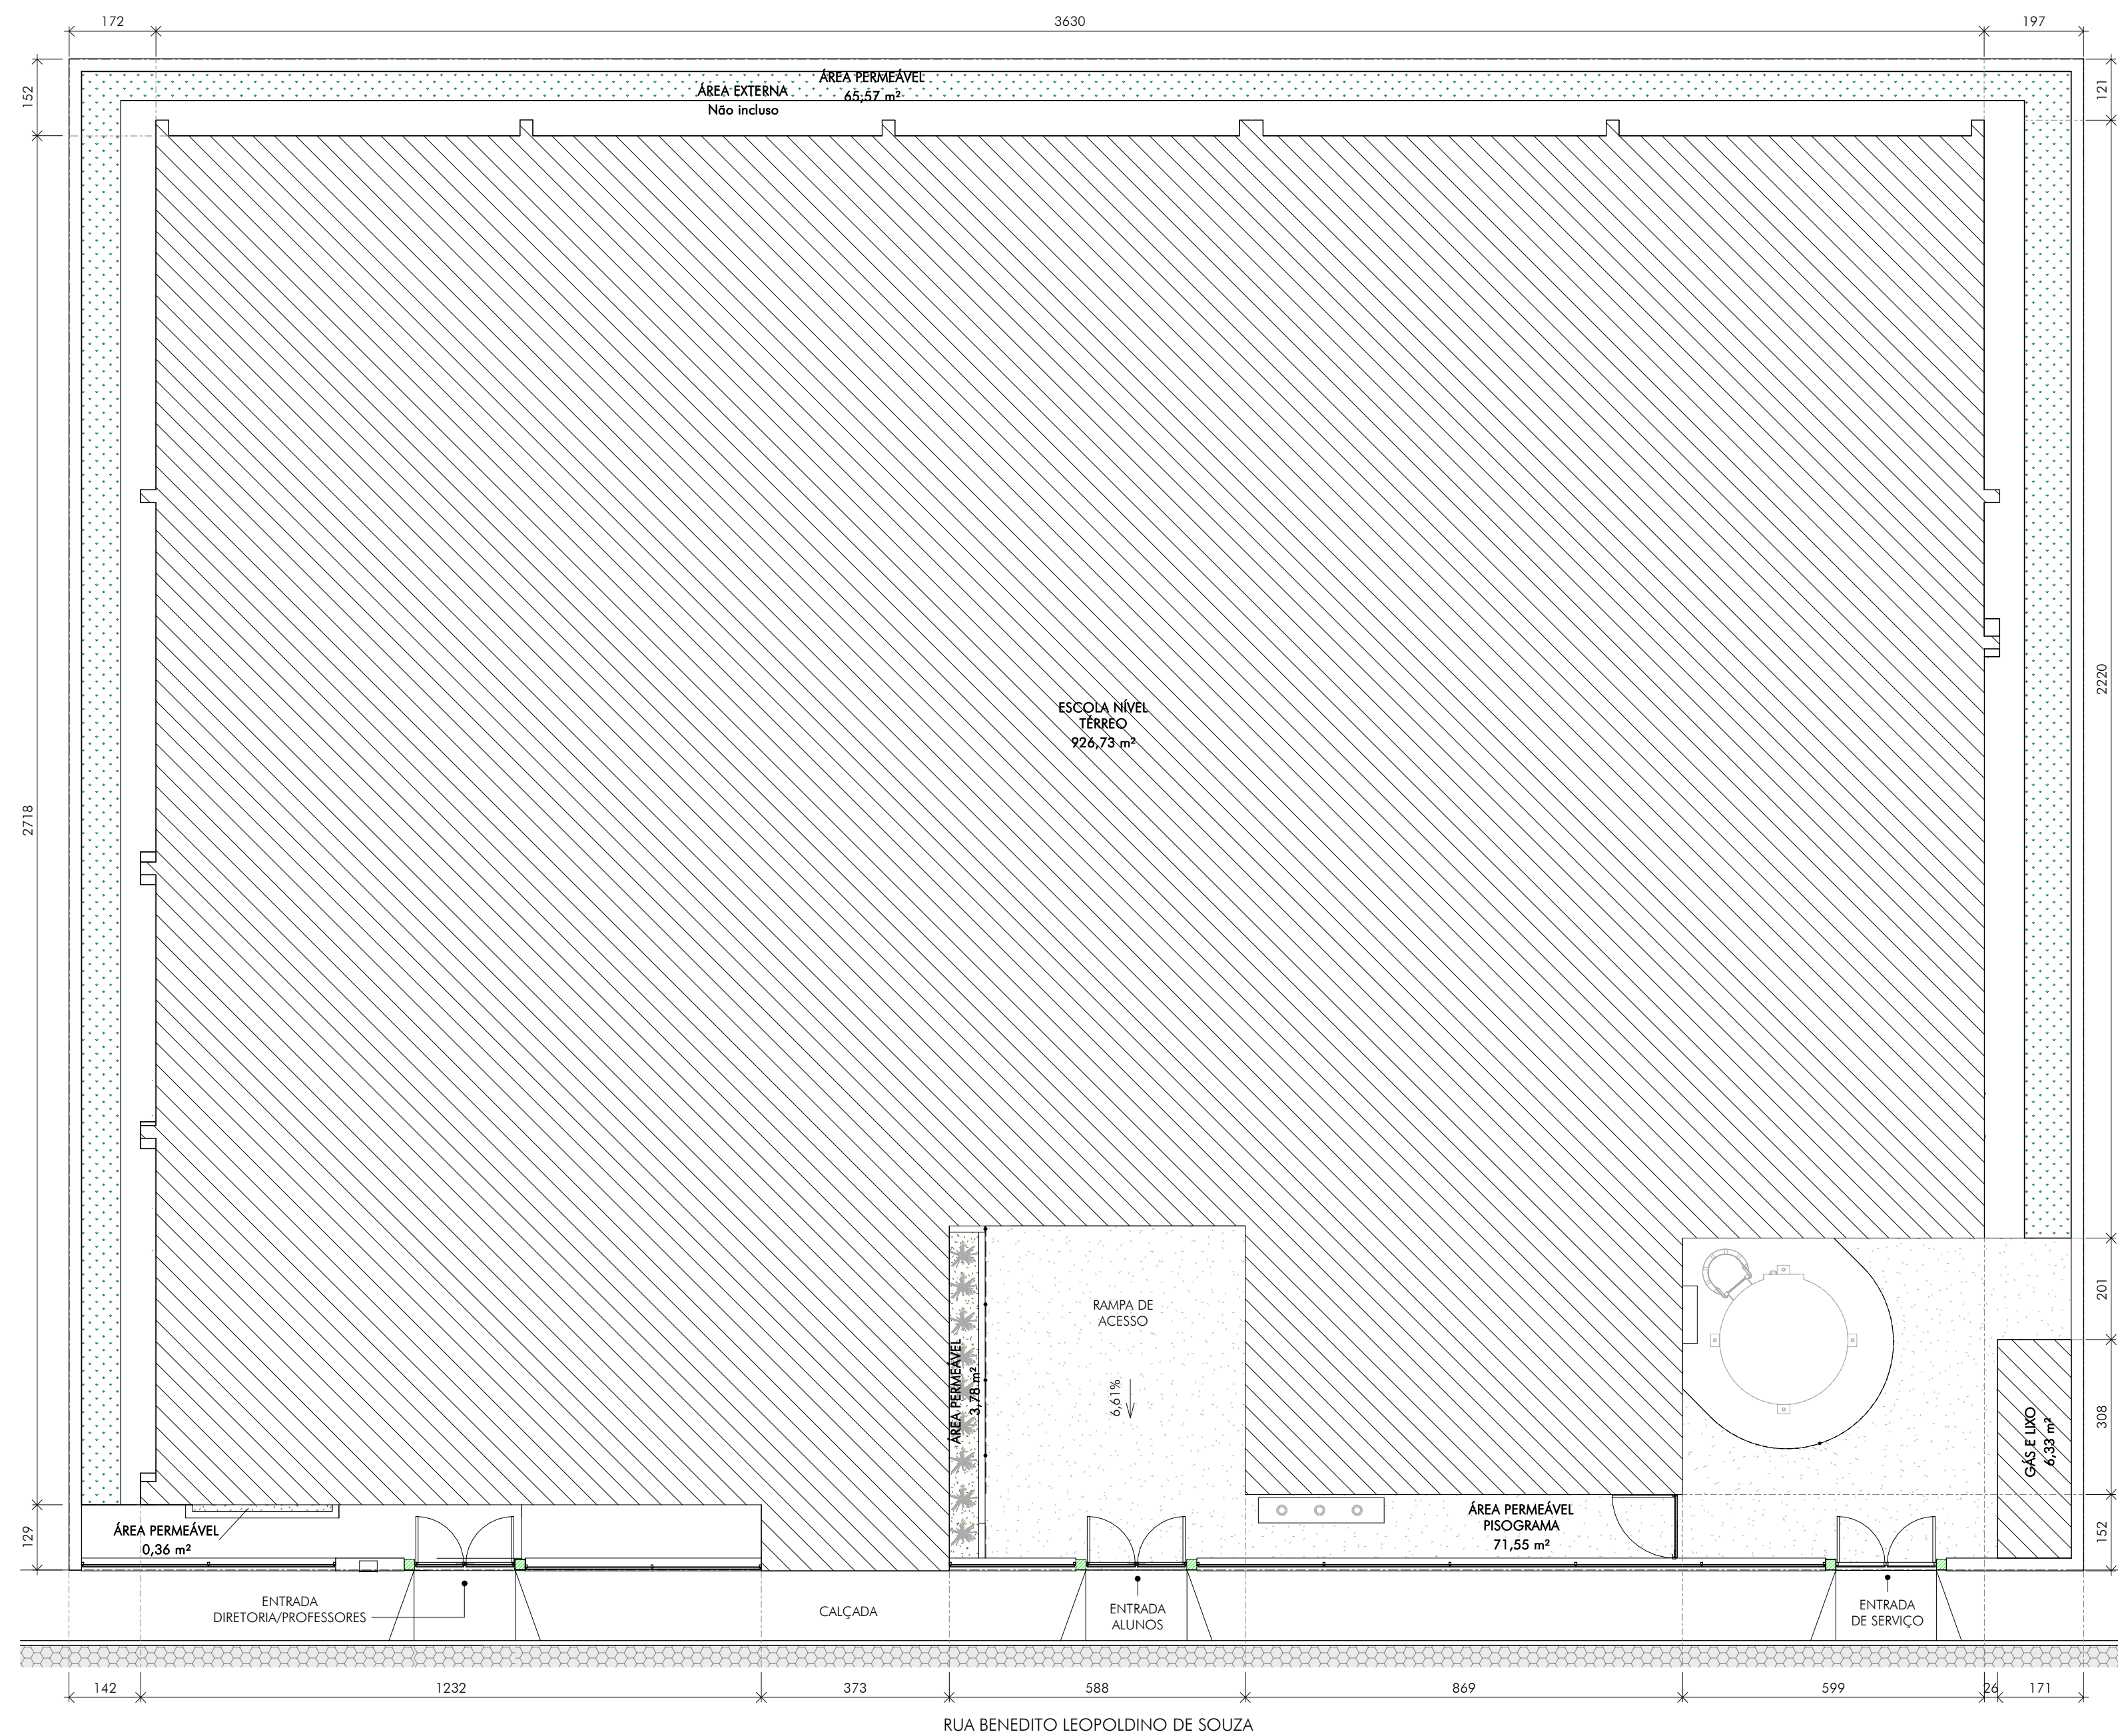 172
3630
197
152
121
ÁREA PERMEÁVEL
65,57 m²
ÁREA EXTERNA
Não incluso
ESCOLA NÍVEL
TÉRREO
926,73 m²
2220
2718
RAMPA DE
ACESSO
6,61%
ÁREA PERMEÁVEL
3,78 m²
201
308
GÁS E LIXO
6,33 m²
ÁREA PERMEÁVEL
PISOGRAMA
71,55 m²
152
129
ÁREA PERMEÁVEL
0,36 m²
ENTRADA
DIRETORIA/PROFESSORES
CALÇADA
ENTRADA
ALUNOS
ENTRADA
DE SERVIÇO
142
1232
373
588
869
599
26
171
RUA BENEDITO LEOPOLDINO DE SOUZA